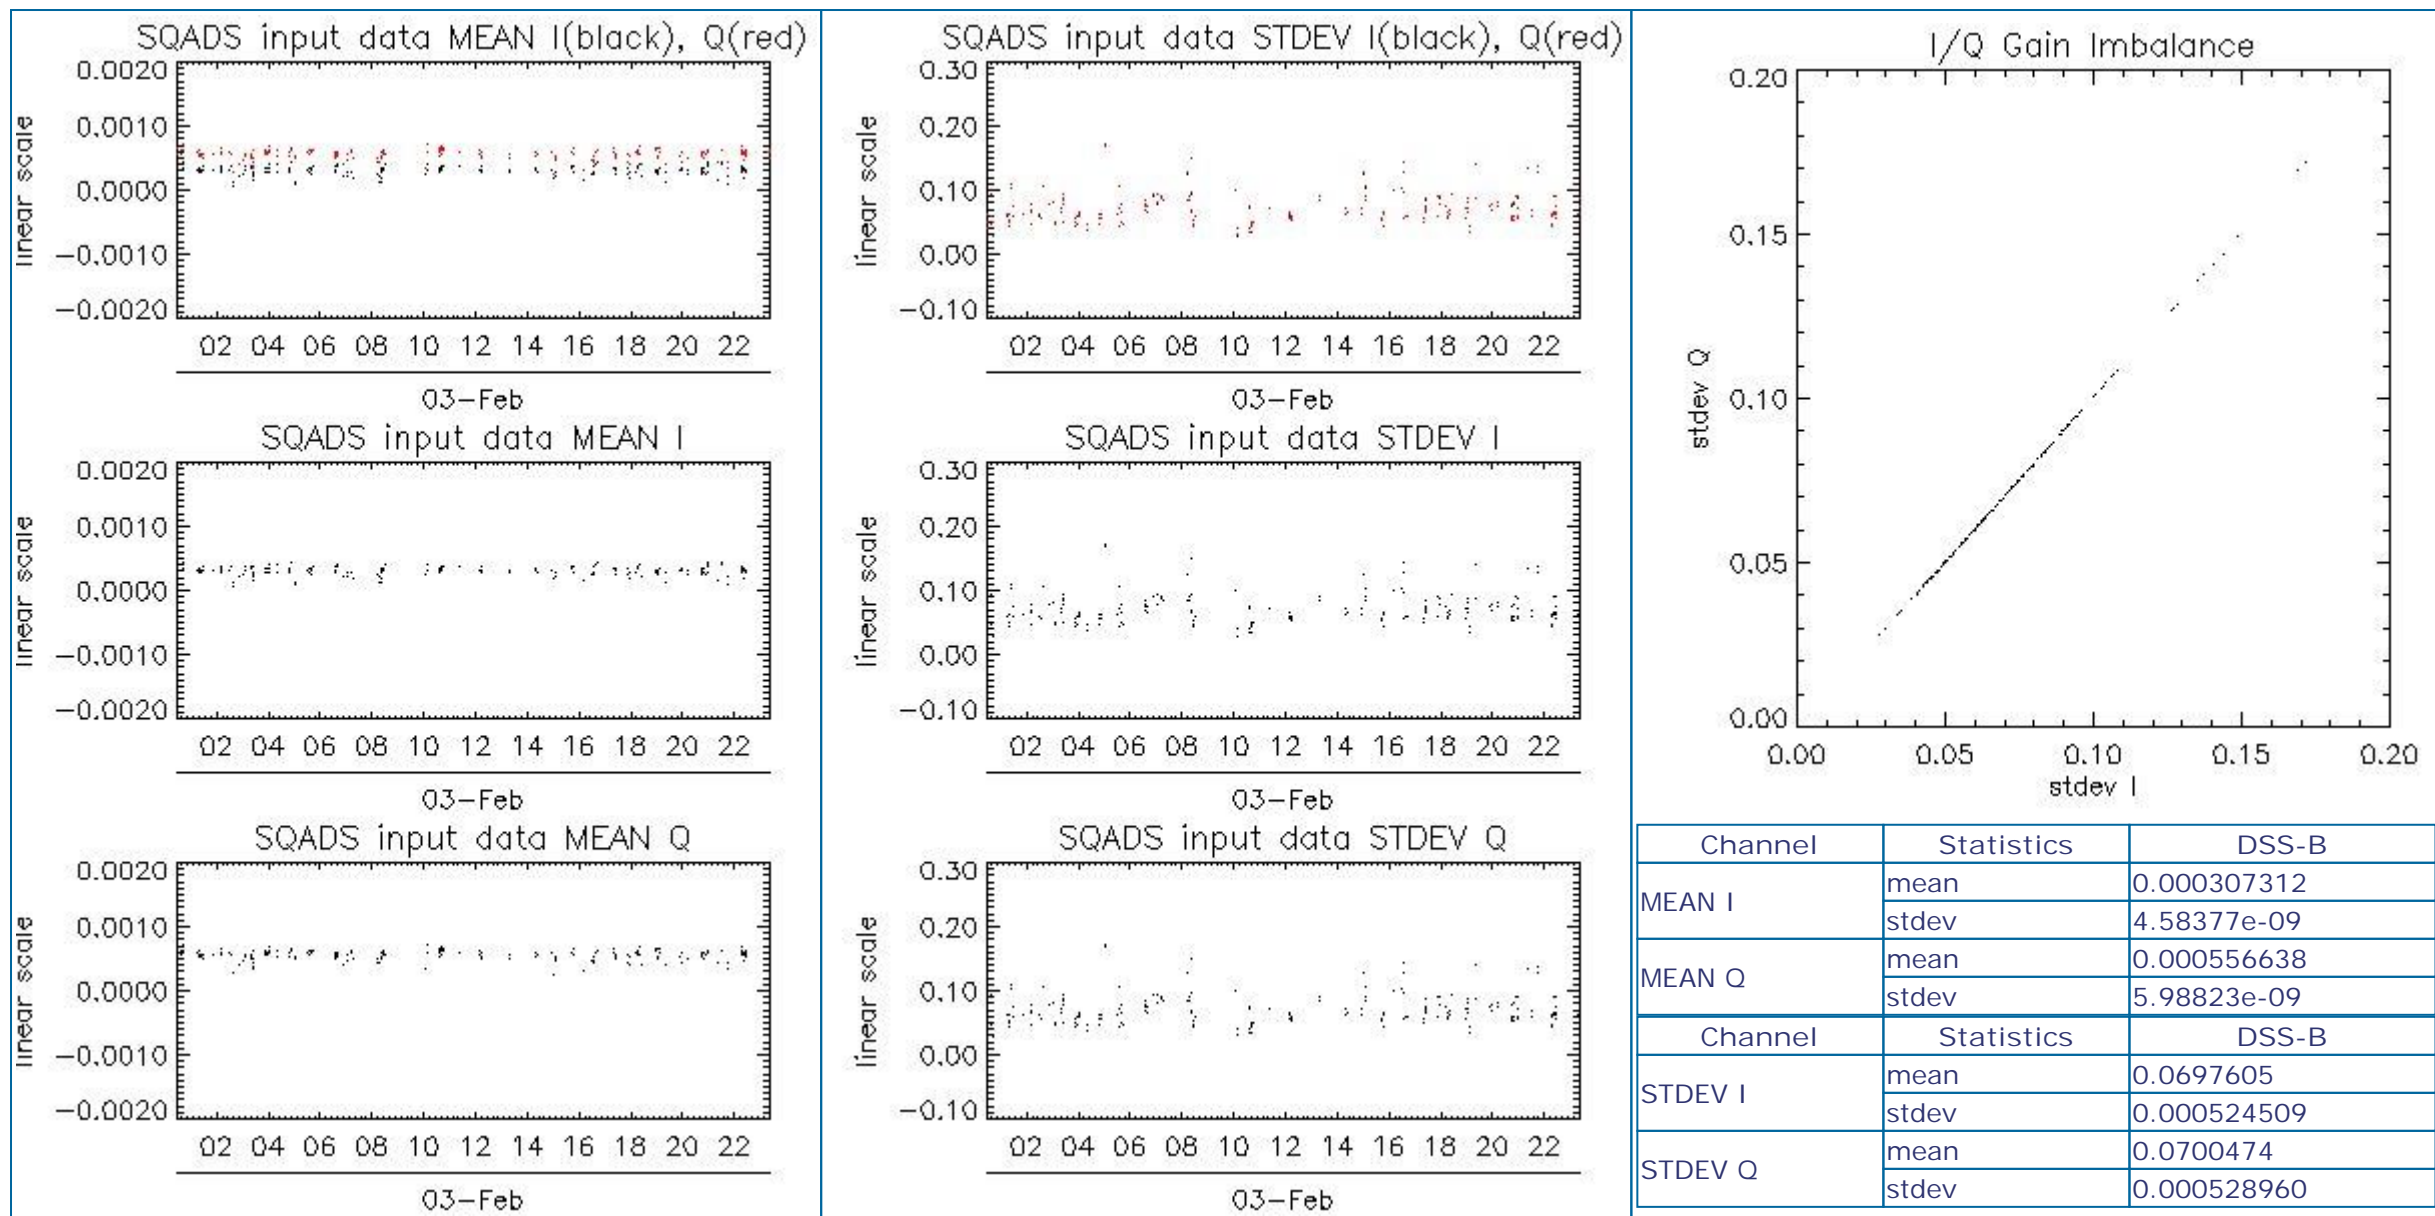 SQADS input data MEAN I(black), Q(red)
0.0020
0.0010
0.0000
−0.0010
−0.0020
linear scale
02 04 06 08 10 12 14 16 18 20 22
03−Feb
SQADS input data MEAN I
0.0020
0.0010
0.0000
−0.0010
−0.0020
linear scale
02 04 06 08 10 12 14 16 18 20 22
03−Feb
SQADS input data MEAN Q
0.0020
0.0010
0.0000
−0.0010
−0.0020
linear scale
02 04 06 08 10 12 14 16 18 20 22
03−Feb
SQADS input data STDEV I(black), Q(red)
0.30
0.20
0.10
0.00
−0.10
linear scale
02 04 06 08 10 12 14 16 18 20 22
03−Feb
SQADS input data STDEV I
0.30
0.20
0.10
0.00
−0.10
linear scale
02 04 06 08 10 12 14 16 18 20 22
03−Feb
SQADS input data STDEV Q
0.30
0.20
0.10
0.00
−0.10
linear scale
02 04 06 08 10 12 14 16 18 20 22
03−Feb
I/Q Gain Imbalance
0.20
0.15
0.10
0.05
0.00
stdev Q
0.00 0.05 0.10 0.15 0.20
stdev I
Channel Statistics DSS-B
MEAN I mean 0.000307312
stdev 4.58377e-09
MEAN Q mean 0.000556638
stdev 5.98823e-09
Channel Statistics DSS-B
STDEV I mean 0.0697605
stdev 0.000524509
STDEV Q mean 0.0700474
stdev 0.000528960